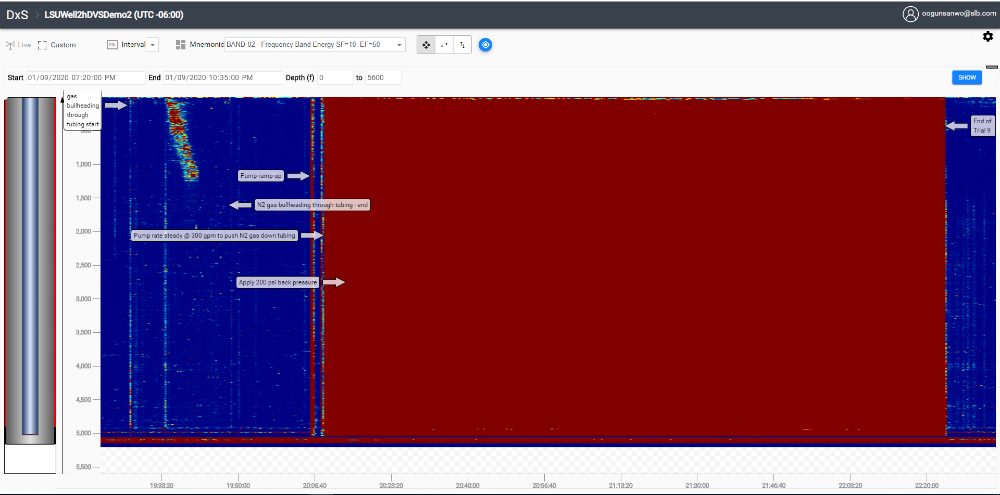 DxS > LSUWell2hDVSDemo2 (UTC -06:00)
oogunsanwo@slb.com
Live Custom T/D Interval Mnemonic BAND-02 - Frequency Band Energy SF=10, EF=50
Start 01/09/2020 07:20:00 PM End 01/09/2020 10:35:00 PM Depth (f) 0 to 5600 SHOW
gas
bullheading
through
tubing start
End of
Trial 9
Pump ramp-up
N2 gas bullheading through tubing - end
Pump rate steady @ 300 gpm to push N2 gas down tubing
Apply 200 psi back pressure
0
500
1,000
1,500
2,000
2,500
3,000
3,500
4,000
4,500
5,000
5,500
19:33:20 19:50:00 20:06:40 20:23:20 20:40:00 20:56:40 21:13:20 21:30:00 21:46:40 22:03:20 22:20:00